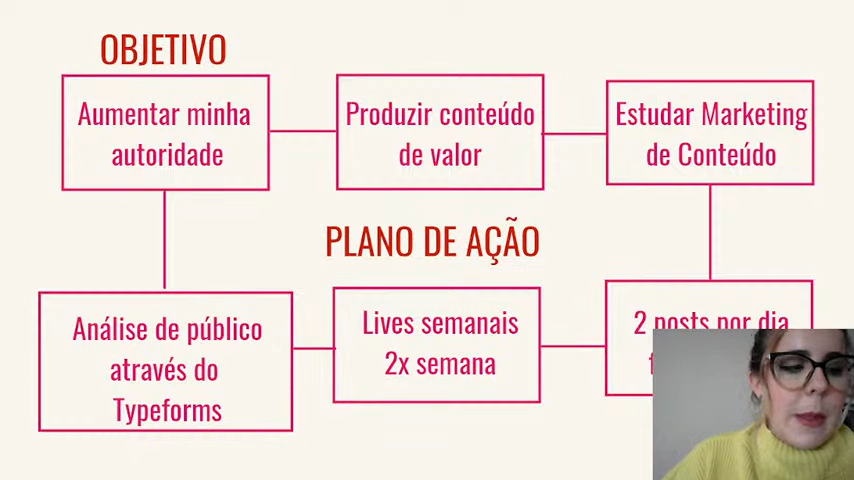 OBJETIVO
Aumentar minha
autoridade
Produzir conteúdo
de valor
Estudar Marketing
de Conteúdo
PLANO DE AÇÃO
Análise de público
através do
Typeforms
Lives semanais
2x semana
2 posts por dia